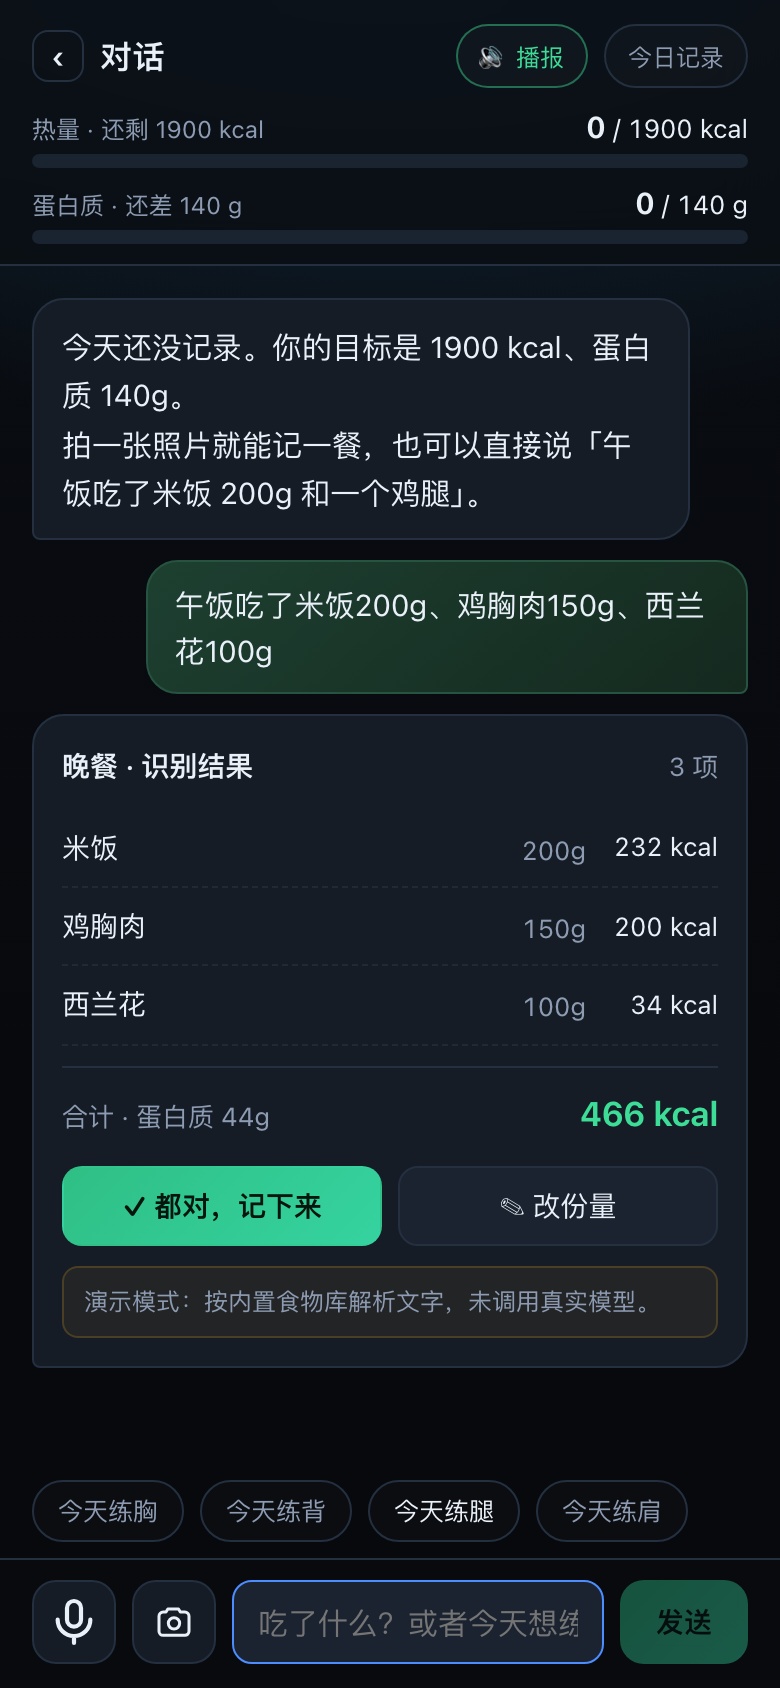 ‹ 对话 播报 今日记录
热量 · 还剩 1900 kcal 0 / 1900 kcal
蛋白质 · 还差 140 g 0 / 140 g
今天还没记录。你的目标是 1900 kcal、蛋白
质 140g。
拍一张照片就能记一餐，也可以直接说「午
饭吃了米饭 200g 和一个鸡腿」。
午饭吃了米饭200g、鸡胸肉150g、西兰
花100g
晚餐 · 识别结果 3 项
米饭 200g 232 kcal
鸡胸肉 150g 200 kcal
西兰花 100g 34 kcal
合计 · 蛋白质 44g 466 kcal
✓ 都对，记下来 ✎ 改份量
演示模式：按内置食物库解析文字，未调用真实模型。
今天练胸 今天练背 今天练腿 今天练肩
吃了什么？或者今天想练 发送